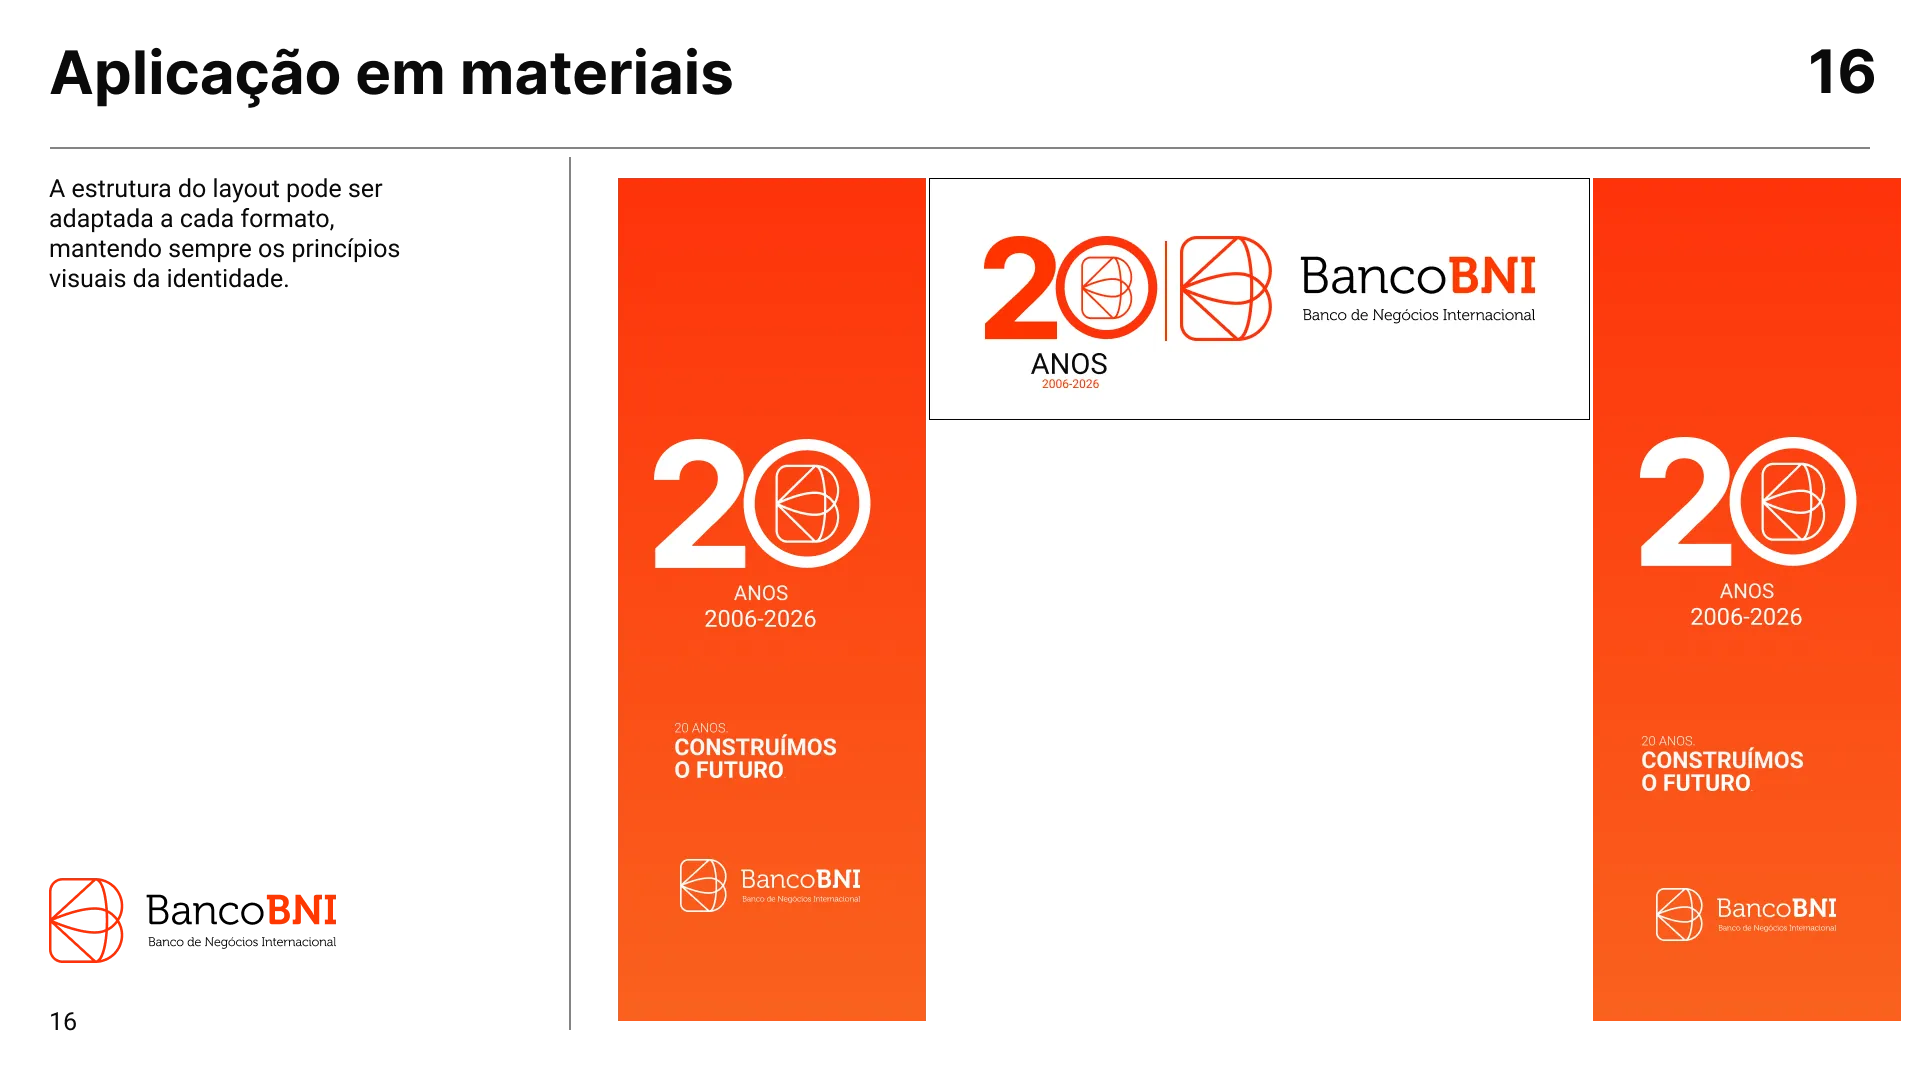 Aplicação em materiais
16
A estrutura do layout pode ser
adaptada a cada formato,
mantendo sempre os princípios
visuais da identidade.
BancoBNI
Banco de Negócios Internacional
16
20
ANOS
2006-2026
20 ANOS.
CONSTRUÍMOS
O FUTURO.
BancoBNI
Banco de Negócios Internacional
20
ANOS
2006-2026
BancoBNI
Banco de Negócios Internacional
20
ANOS
2006-2026
20 ANOS.
CONSTRUÍMOS
O FUTURO.
BancoBNI
Banco de Negócios Internacional